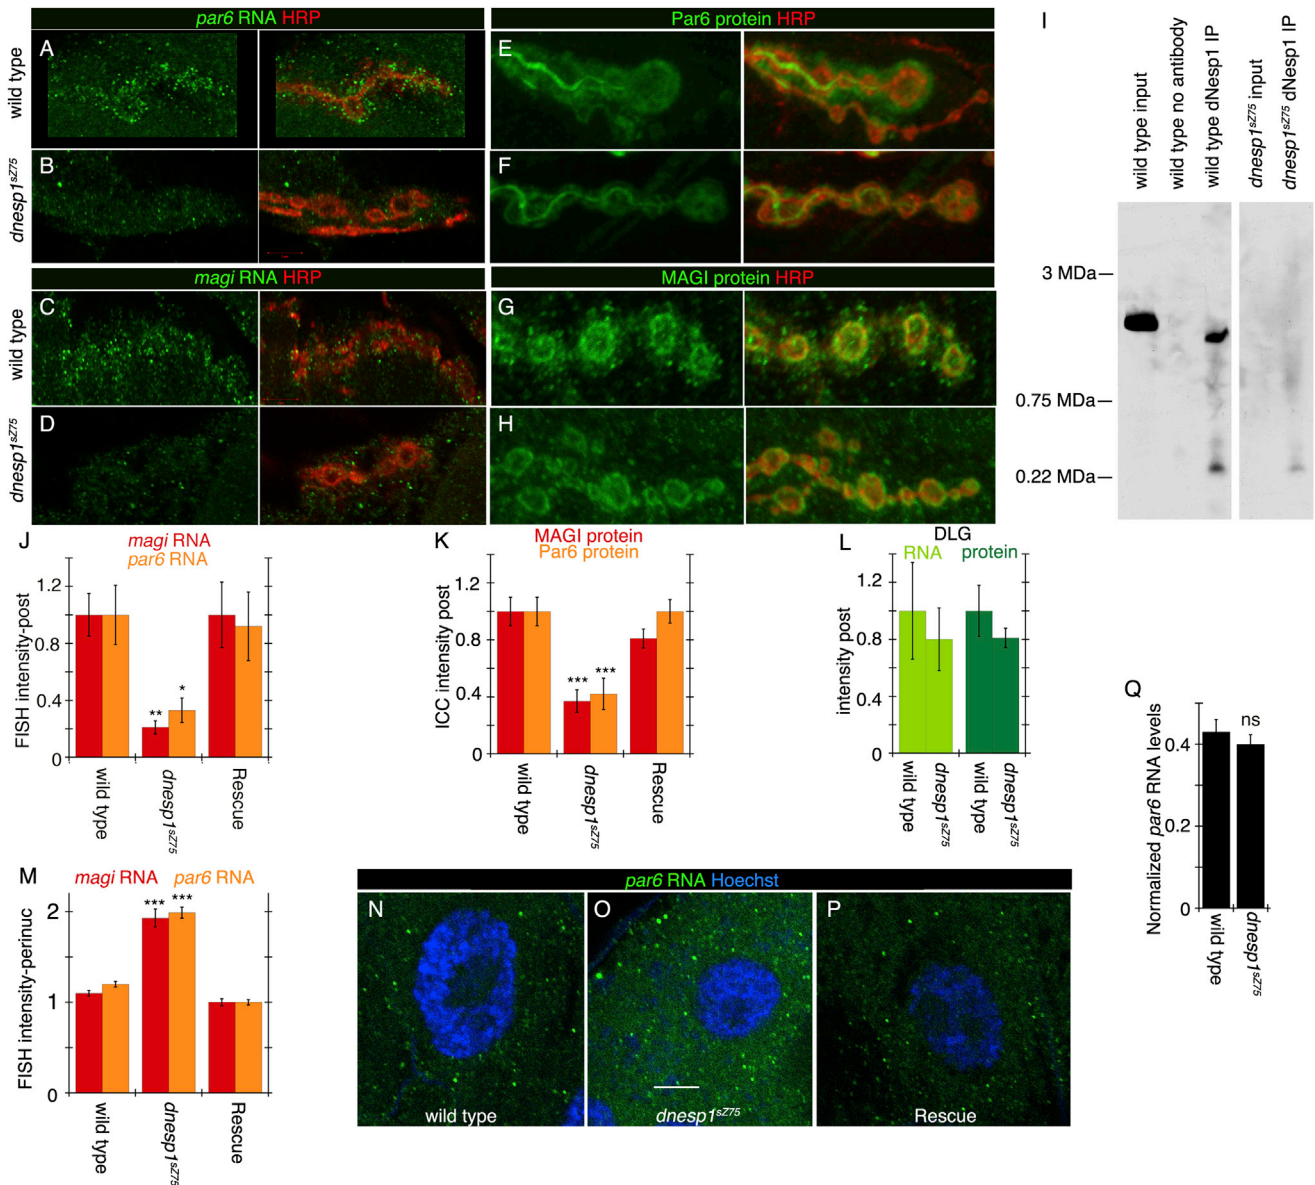 par6 RNA HRP
Par6 protein HRP
wild type
dnesp1sZ75
A
B
E
F
magi RNA HRP
MAGI protein HRP
wild type
dnesp1sZ75
C
D
G
H
I
wild type input
wild type no antibody
wild type dNesp1 IP
dnesp1sZ75 input
dnesp1sZ75 dNesp1 IP
3 MDa
0.75 MDa
0.22 MDa
J
magi RNA
par6 RNA
FISH intensity-post
1.2
0.8
0.4
0
**
*
wild type
dnesp1sZ75
Rescue
K
MAGI protein
Par6 protein
ICC intensity post
1.2
0.8
0.4
0
***
***
wild type
dnesp1sZ75
Rescue
L
DLG
RNA protein
intensity post
1.2
0.8
0.4
0
wild type
dnesp1sZ75
wild type
dnesp1sZ75
M
magi RNA par6 RNA
FISH intensity-perinuc
2
1
0
***
***
wild type
dnesp1sZ75
Rescue
par6 RNA Hoechst
N
wild type
O
dnesp1sZ75
P
Rescue
Q
Normalized par6 RNA levels
0.4
0.2
0
ns
wild type
dnesp1sZ75